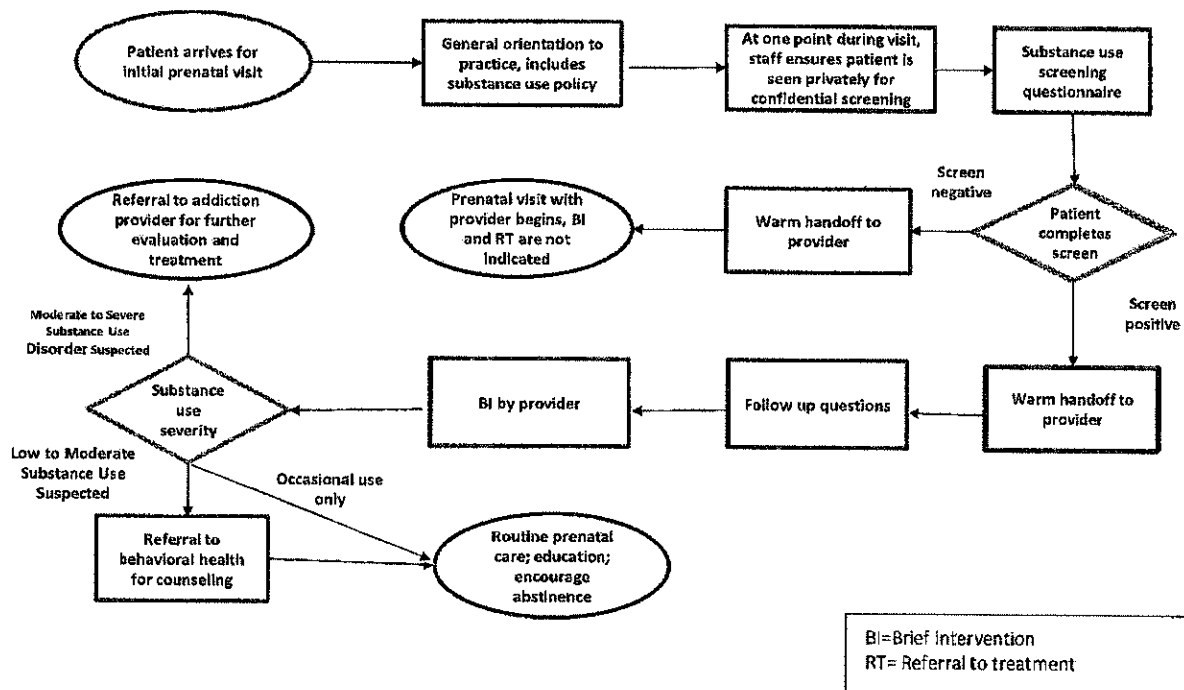 Patient arrives for
initial prenatal visit
General orientation to
practice, includes
substance use policy
At one point during visit,
staff ensures patient is
seen privately for
confidential screening
Substance use
screening
questionnaire
Referral to addiction
provider for further
evaluation and
treatment
Prenatal visit with
provider begins, BI
and RT are not
indicated
Warm handoff to
provider
Screen
negative
Patient
completes
screen
Screen
positive
Moderate to Severe
Substance Use
Disorder Suspected
Substance
use
severity
BI by provider
Follow up questions
Warm handoff to
provider
Low to Moderate
Substance Use
Suspected
Occasional use
only
Referral to
behavioral health
for counseling
Routine prenatal
care; education;
encourage
abstinence
BI=Brief intervention
RT= Referral to treatment